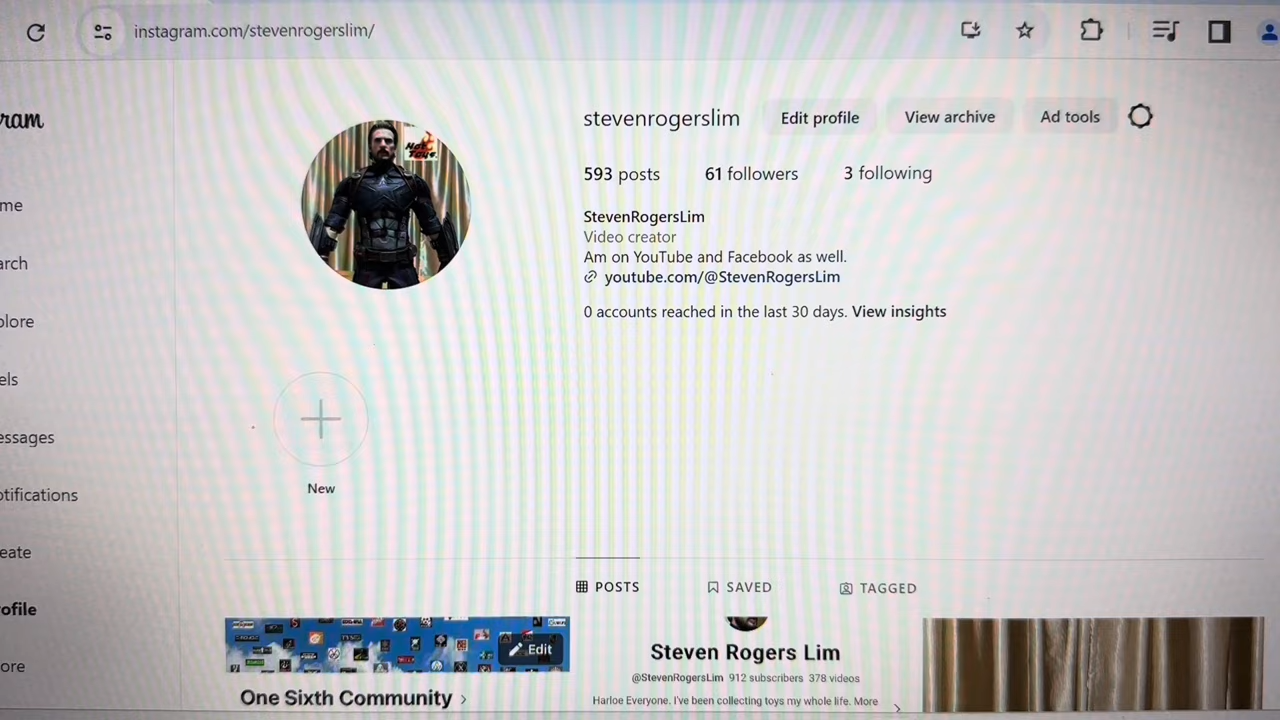 instagram.com/stevenrogerslim/
ram
me
arch
plore
els
essages
otifications
eate
ofile
ore
Hot Toys.
stevenrogerslim Edit profile View archive Ad tools
593 posts 61 followers 3 following
StevenRogersLim
Video creator
Am on YouTube and Facebook as well.
youtube.com/@StevenRogersLim
0 accounts reached in the last 30 days. View insights
New
POSTS SAVED TAGGED
Edit
One Sixth Community
Steven Rogers Lim
@StevenRogersLim 912 subscribers 378 videos
Harloe Everyone. I've been collecting toys my whole life. More